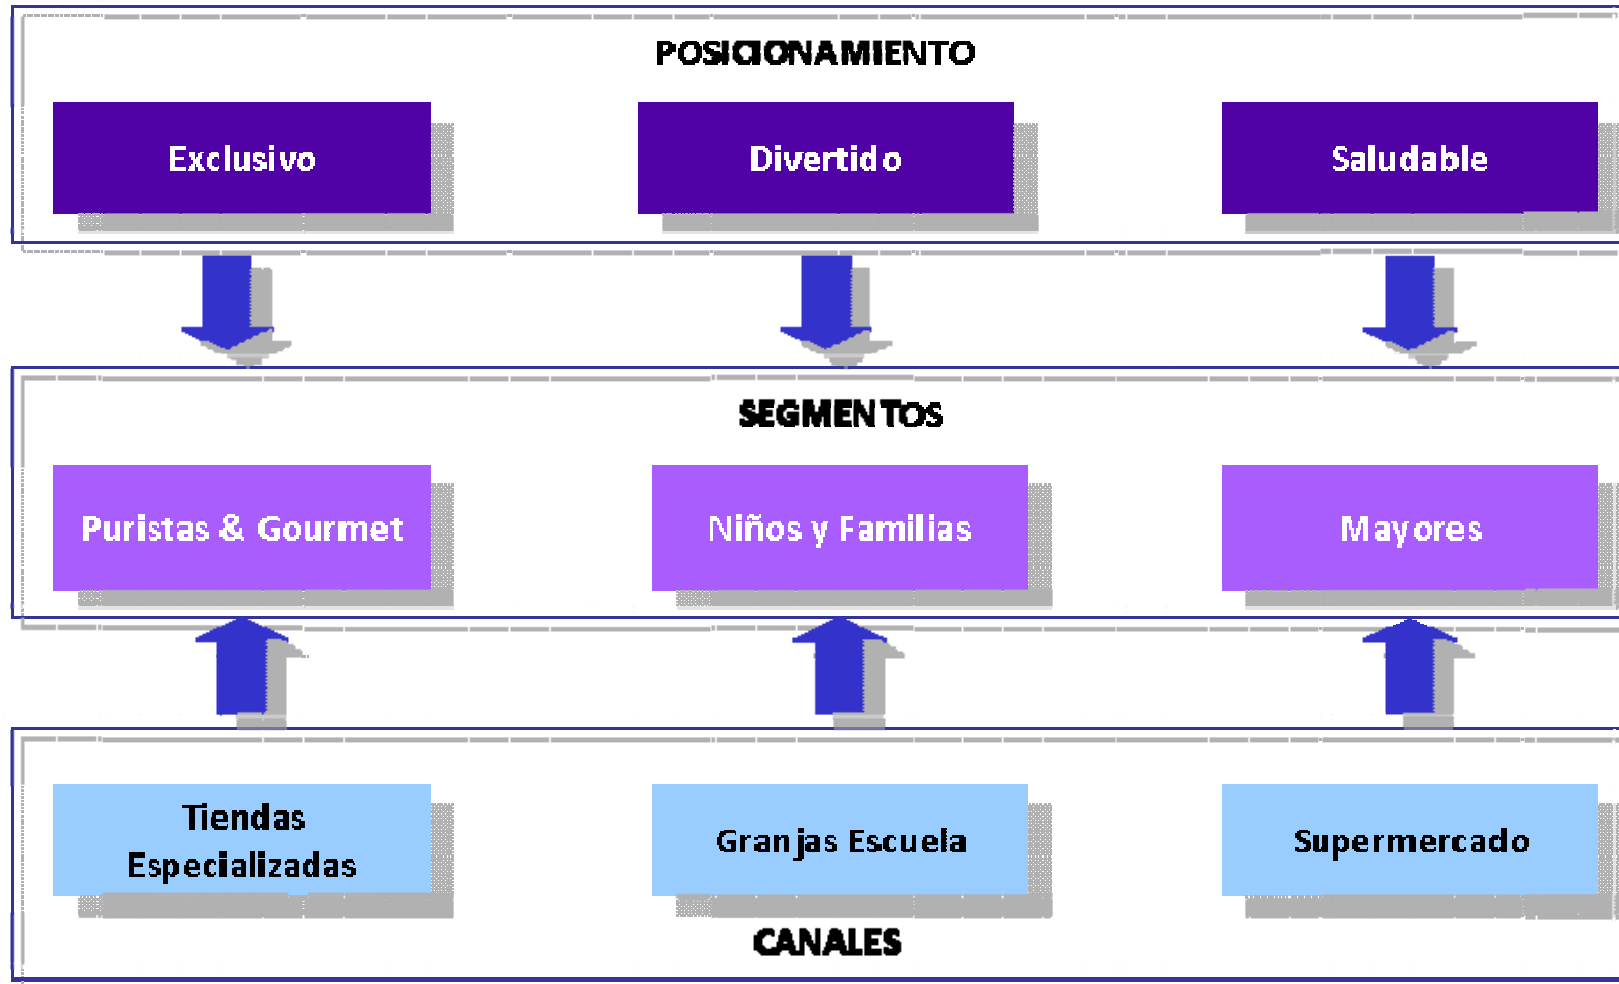 POSICIONAMIENTO
Exclusivo
Divertido
Saludable
SEGMENTOS
Puristas & Gourmet
Niños y Familias
Mayores
Tiendas
Especializadas
Granjas Escuela
Supermercado
CANALES